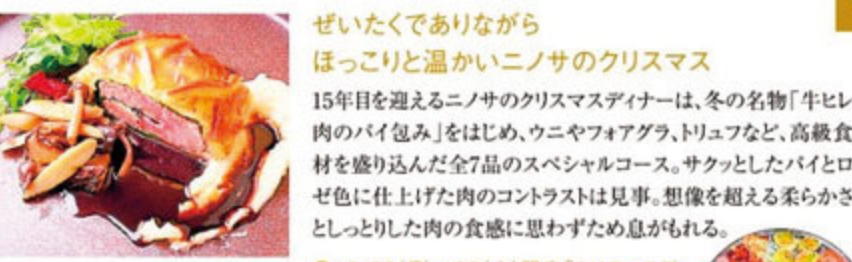 ぜいたくでありながら
ほっこりと温かいニノサのクリスマス
15年目を迎えるニノサのクリスマスディナーは、冬の名物「牛ヒレ
肉のパイ包み」をはじめ、ウニやフォアグラ、トリュフなど、高級食
材を盛り込んだ全7品のスペシャルコース。サクッとしたパイとロ
ゼ色に仕上げた肉のコントラストは見事。想像を超える柔らかさ
としっとりした肉の食感に思わずため息がもれる。